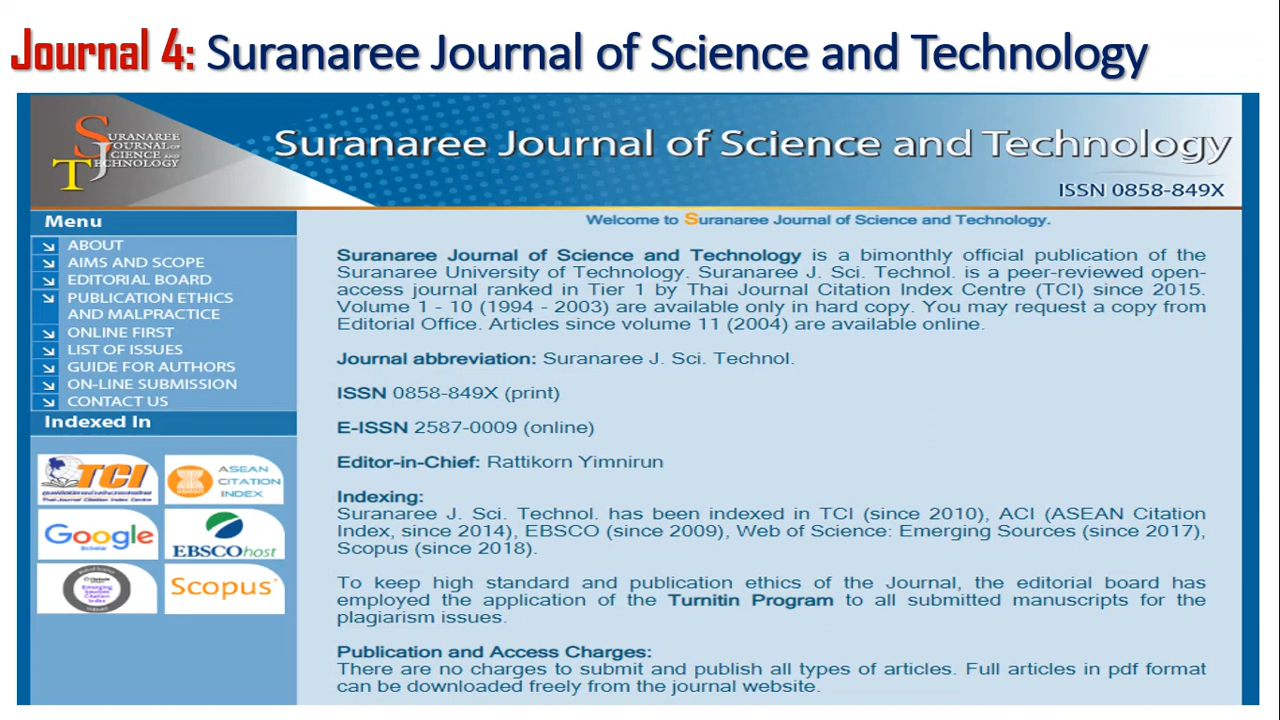 Journal 4: Suranaree Journal of Science and Technology
SURANAREE
JOURNAL OF
SCIENCE AND
TECHNOLOGY
Suranaree Journal of Science and Technology
ISSN 0858-849X
Menu
ABOUT
AIMS AND SCOPE
EDITORIAL BOARD
PUBLICATION ETHICS
AND MALPRACTICE
ONLINE FIRST
LIST OF ISSUES
GUIDE FOR AUTHORS
ON-LINE SUBMISSION
CONTACT US
Indexed In
TCI
Thai-Journal Citation Index Centre
ASEAN
CITATION
INDEX
Google
Scholar
EBSCOhost
Emerging
Sources
Citation
Index
Scopus®
Welcome to Suranaree Journal of Science and Technology.
Suranaree Journal of Science and Technology is a bimonthly official publication of the
Suranaree University of Technology. Suranaree J. Sci. Technol. is a peer-reviewed open-
access journal ranked in Tier 1 by Thai Journal Citation Index Centre (TCI) since 2015.
Volume 1 - 10 (1994 - 2003) are available only in hard copy. You may request a copy from
Editorial Office. Articles since volume 11 (2004) are available online.
Journal abbreviation: Suranaree J. Sci. Technol.
ISSN 0858-849X (print)
E-ISSN 2587-0009 (online)
Editor-in-Chief: Rattikorn Yimnirun
Indexing:
Suranaree J. Sci. Technol. has been indexed in TCI (since 2010), ACI (ASEAN Citation
Index, since 2014), EBSCO (since 2009), Web of Science: Emerging Sources (since 2017),
Scopus (since 2018).
To keep high standard and publication ethics of the Journal, the editorial board has
employed the application of the Turnitin Program to all submitted manuscripts for the
plagiarism issues.
Publication and Access Charges:
There are no charges to submit and publish all types of articles. Full articles in pdf format
can be downloaded freely from the journal website.